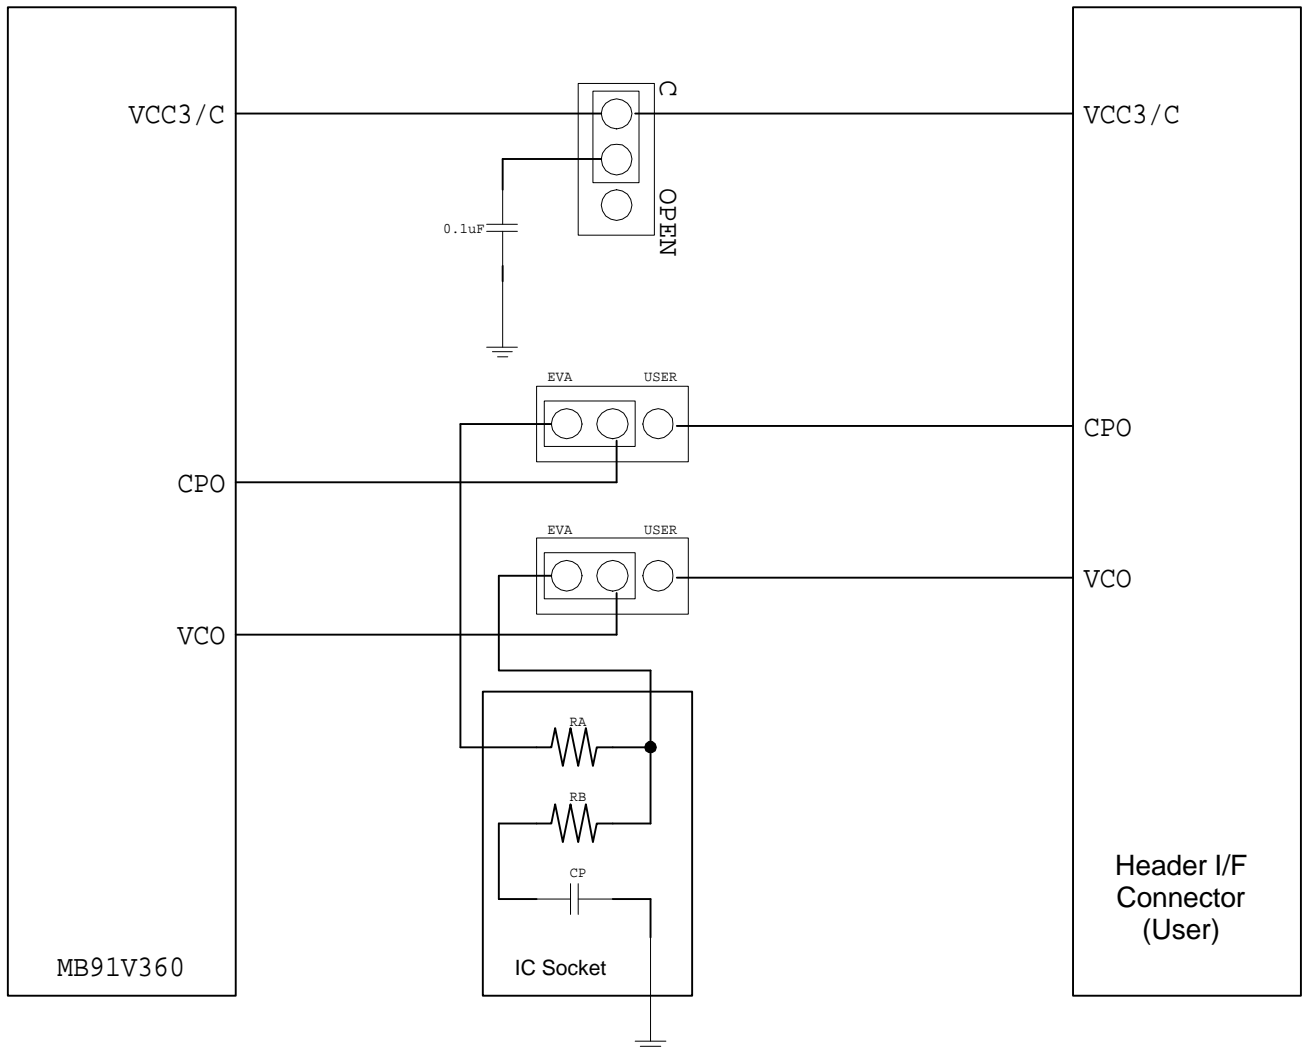 C
VCC3/C
VCC3/C
OPEN
0.1uF
EVA
USER
CPO
CPO
EVA
USER
VCO
VCO
RA
RB
CP
Header I/F
Connector
(User)
MB91V360
IC Socket